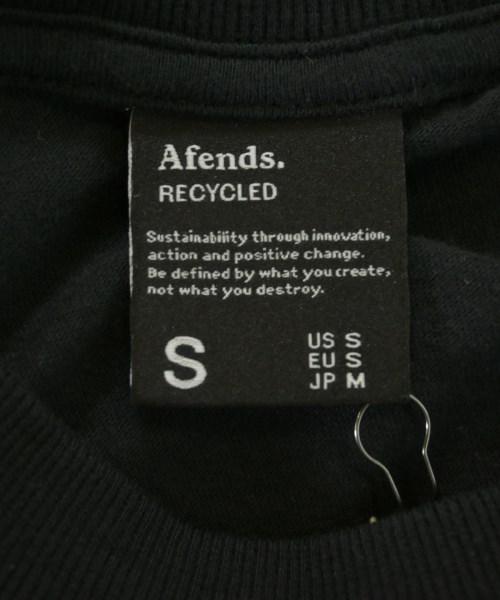 Afends.
RECYCLED
Sustainability through innovation,
action and positive change.
Be defined by what you create,
not what you destroy.
S
US S
EU S
JP M